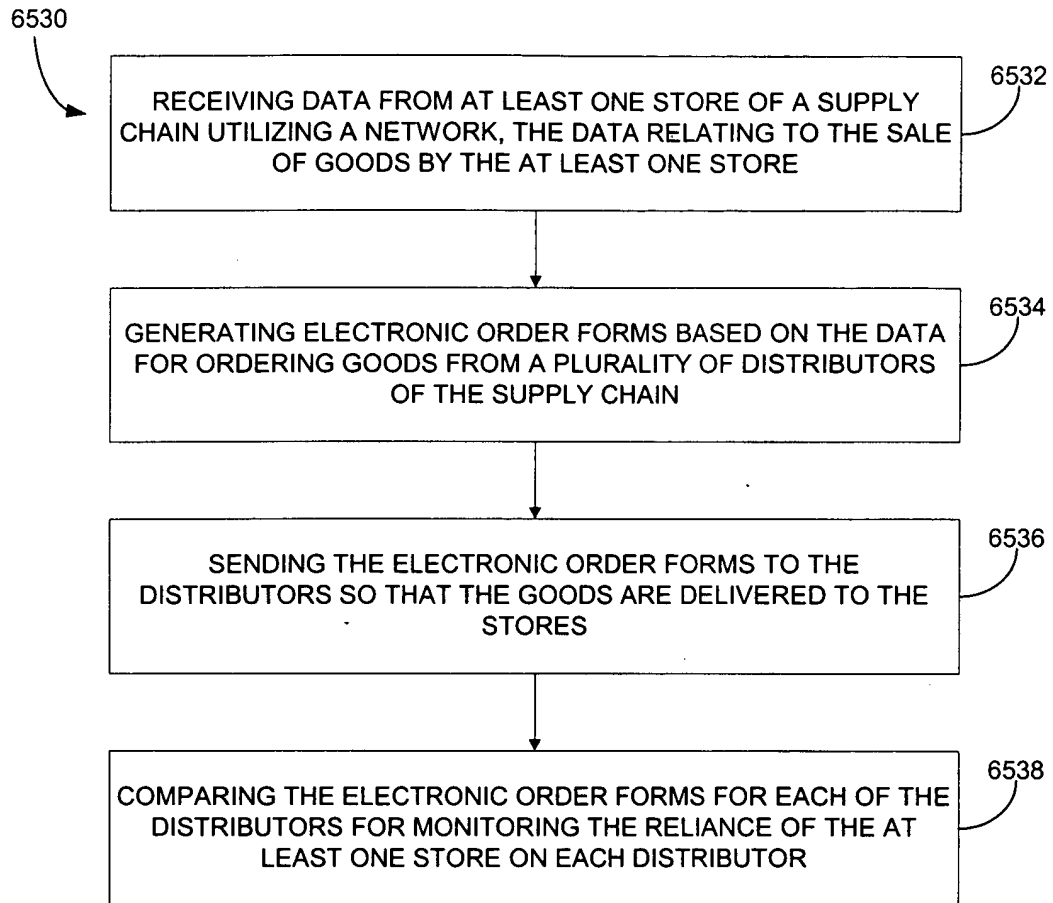 6530
RECEIVING DATA FROM AT LEAST ONE STORE OF A SUPPLY
CHAIN UTILIZING A NETWORK, THE DATA RELATING TO THE SALE
OF GOODS BY THE AT LEAST ONE STORE
6532
GENERATING ELECTRONIC ORDER FORMS BASED ON THE DATA
FOR ORDERING GOODS FROM A PLURALITY OF DISTRIBUTORS
OF THE SUPPLY CHAIN
6534
SENDING THE ELECTRONIC ORDER FORMS TO THE
DISTRIBUTORS SO THAT THE GOODS ARE DELIVERED TO THE
STORES
6536
COMPARING THE ELECTRONIC ORDER FORMS FOR EACH OF THE
DISTRIBUTORS FOR MONITORING THE RELIANCE OF THE AT
LEAST ONE STORE ON EACH DISTRIBUTOR
6538